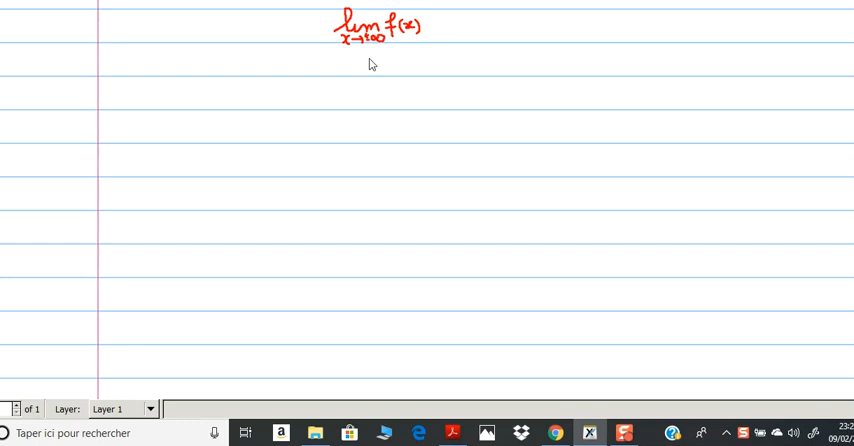 lim f(x)
x→±∞
of 1 Layer: Layer 1
Taper ici pour rechercher
23:2
09/02/